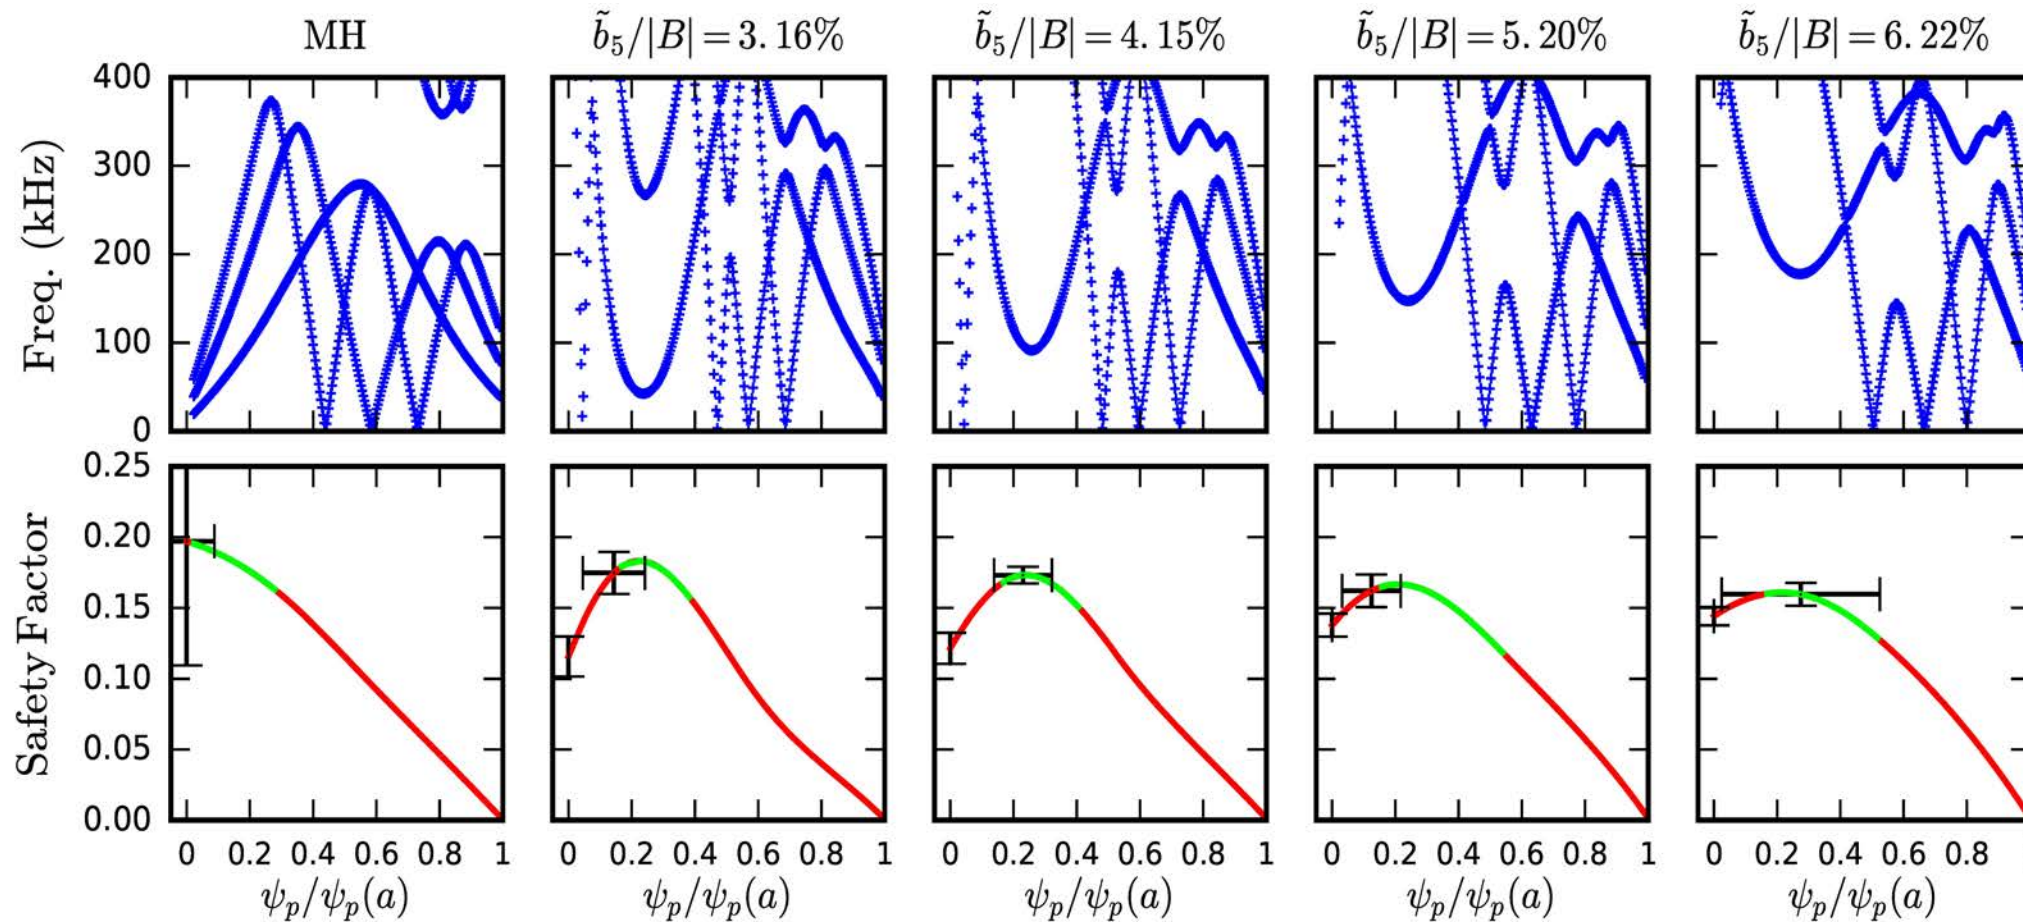 MH
b̃₅/|B| = 3.16%
b̃₅/|B| = 4.15%
b̃₅/|B| = 5.20%
b̃₅/|B| = 6.22%
Freq. (kHz)
400
300
200
100
0
Safety Factor
0.25
0.20
0.15
0.10
0.05
0.00
0 0.2 0.4 0.6 0.8 1
0 0.2 0.4 0.6 0.8 1
0 0.2 0.4 0.6 0.8 1
0 0.2 0.4 0.6 0.8 1
0 0.2 0.4 0.6 0.8
ψₚ/ψₚ(a)
ψₚ/ψₚ(a)
ψₚ/ψₚ(a)
ψₚ/ψₚ(a)
ψₚ/ψₚ(a)